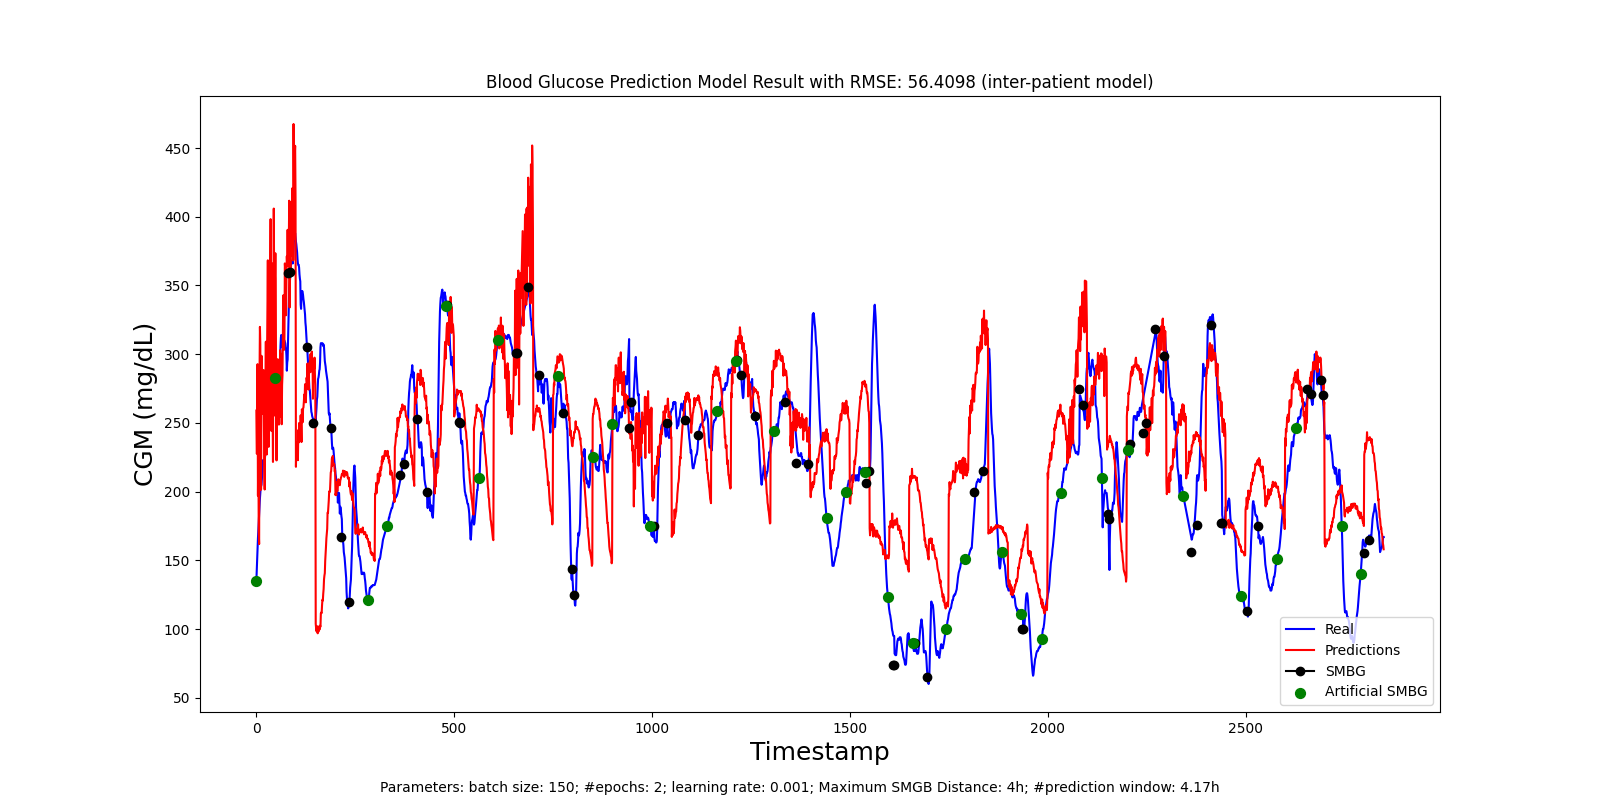 Blood Glucose Prediction Model Result with RMSE: 56.4098 (inter-patient model)
CGM (mg/dL)
450
400
350
300
250
200
150
100
50
0 500 1000 1500 2000 2500
Timestamp
Real
Predictions
SMBG
Artificial SMBG
Parameters: batch size: 150; #epochs: 2; learning rate: 0.001; Maximum SMGB Distance: 4h; #prediction window: 4.17h